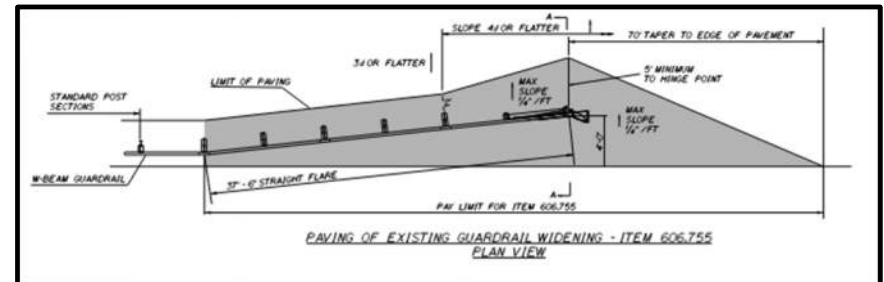 A
SLOPE 4:1 OR FLATTER
70' TAPER TO EDGE OF PAVEMENT
3:1 OR FLATTER
5' MINIMUM
TO HINGE POINT
LIMIT OF PAVING
MAX
SLOPE
1/4" /FT
STANDARD POST
SECTIONS
MAX
SLOPE
1/4" /FT
4'-0"
W-BEAM GUARDRAIL
37'-6" STRAIGHT FLARE
A
PAY LIMIT FOR ITEM 606.755
PAVING OF EXISTING GUARDRAIL WIDENING - ITEM 606.755
PLAN VIEW